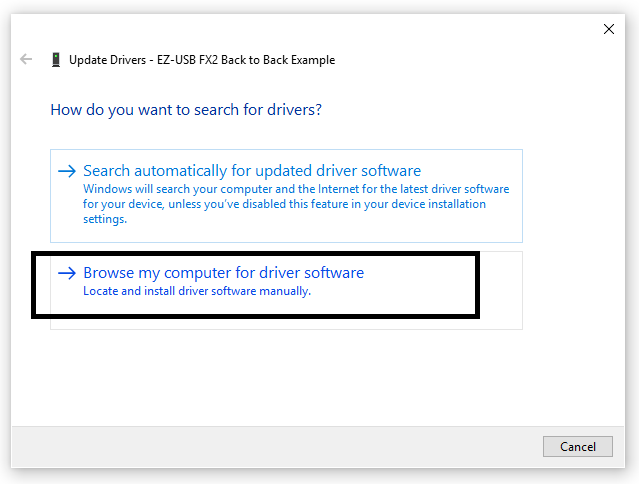 Update Drivers - EZ-USB FX2 Back to Back Example
How do you want to search for drivers?
Search automatically for updated driver software
Windows will search your computer and the Internet for the latest driver software
for your device, unless you've disabled this feature in your device installation
settings.
Browse my computer for driver software
Locate and install driver software manually.
Cancel